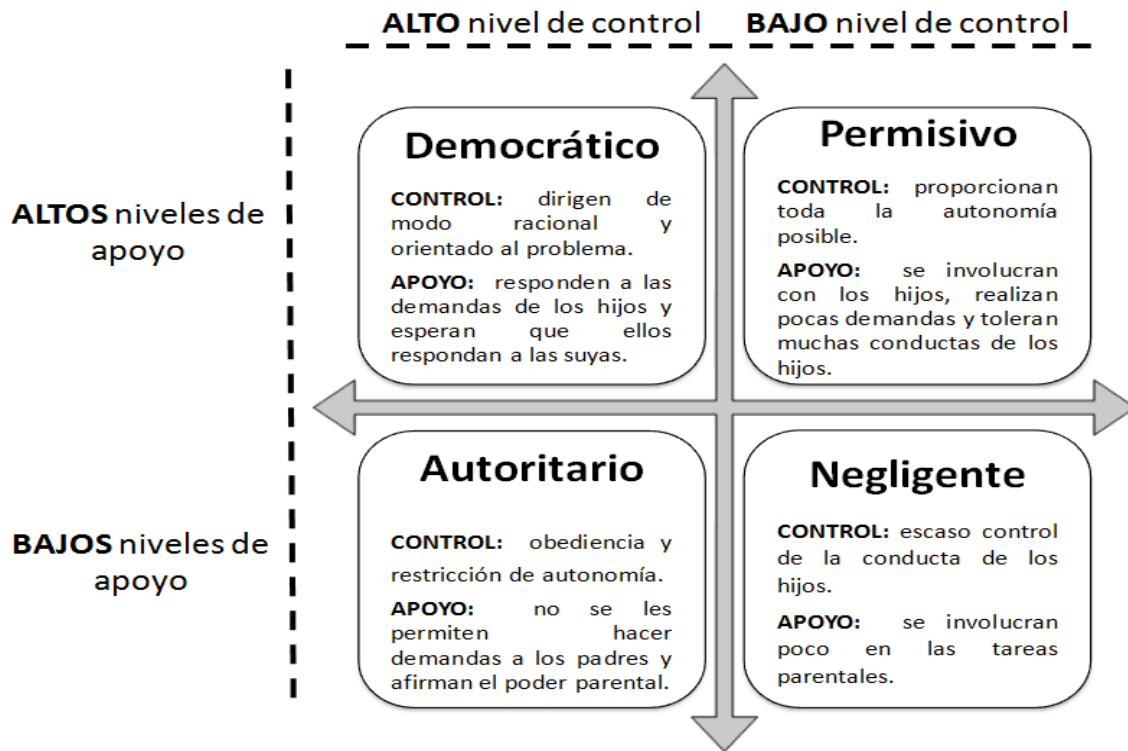 ALTO nivel de control
BAJO nivel de control
ALTOS niveles de
apoyo
Democrático
CONTROL: dirigen de
modo racional y
orientado al problema.
APOYO: responden a las
demandas de los hijos y
esperan que ellos
respondan a las suyas.
Permisivo
CONTROL: proporcionan
toda la autonomía
posible.
APOYO: se involucran
con los hijos, realizan
pocas demandas y toleran
muchas conductas de los
hijos.
BAJOS niveles de
apoyo
Autoritario
CONTROL: obediencia y
restricción de autonomía.
APOYO: no se les
permiten hacer
demandas a los padres y
afirman el poder parental.
Negligente
CONTROL: escaso control
de la conducta de los
hijos.
APOYO: se involucran
poco en las tareas
parentales.